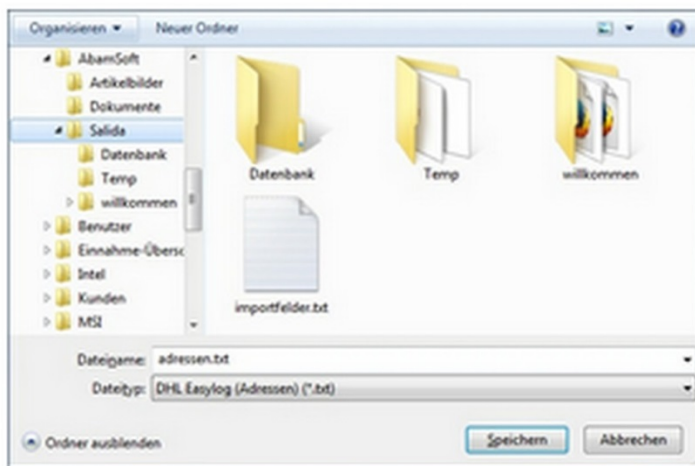 Organisieren
Neuer Ordner
AbamSoft
Artikelbilder
Dokumente
Salida
Datenbank
Temp
willkommen
Benutzer
Einnahme-Übersc
Intel
Kunden
MSI
Datenbank
Temp
willkommen
importfelder.txt
Dateiname: adressen.txt
Dateityp: DHL Easylog (Adressen) (*.txt)
Ordner ausblenden
Speichern
Abbrechen